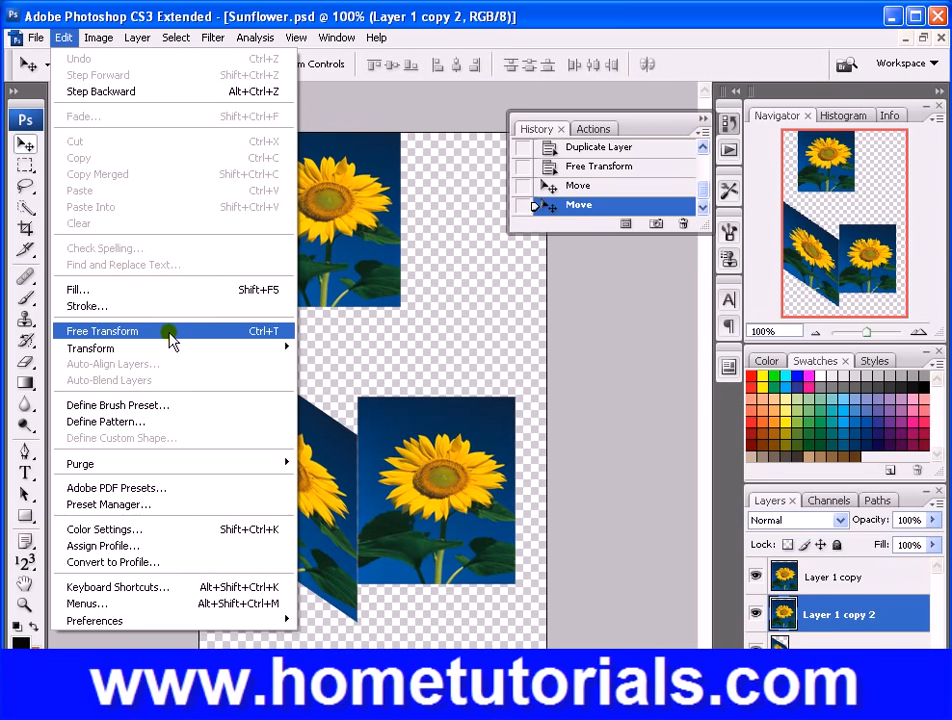 Adobe Photoshop CS3 Extended - [Sunflower.psd @ 100% (Layer 1 copy 2, RGB/8)]
File Edit Image Layer Select Filter Analysis View Window Help
m Controls Workspace
Ps
Undo Ctrl+Z
Step Forward Shift+Ctrl+Z
Step Backward Alt+Ctrl+Z
Fade... Shift+Ctrl+F
Cut Ctrl+X
Copy Ctrl+C
Copy Merged Shift+Ctrl+C
Paste Ctrl+V
Paste Into Shift+Ctrl+V
Clear
Check Spelling...
Find and Replace Text...
Fill... Shift+F5
Stroke...
Free Transform Ctrl+T
Transform
Auto-Align Layers...
Auto-Blend Layers
Define Brush Preset...
Define Pattern...
Define Custom Shape...
Purge
Adobe PDF Presets...
Preset Manager...
Color Settings... Shift+Ctrl+K
Assign Profile...
Convert to Profile...
Keyboard Shortcuts... Alt+Shift+Ctrl+K
Menus... Alt+Shift+Ctrl+M
Preferences
History Actions
Duplicate Layer
Free Transform
Move
Move
Navigator Histogram Info
100%
Color Swatches Styles
Layers Channels Paths
Normal Opacity: 100%
Lock: Fill: 100%
Layer 1 copy
Layer 1 copy 2
www.hometutorials.com